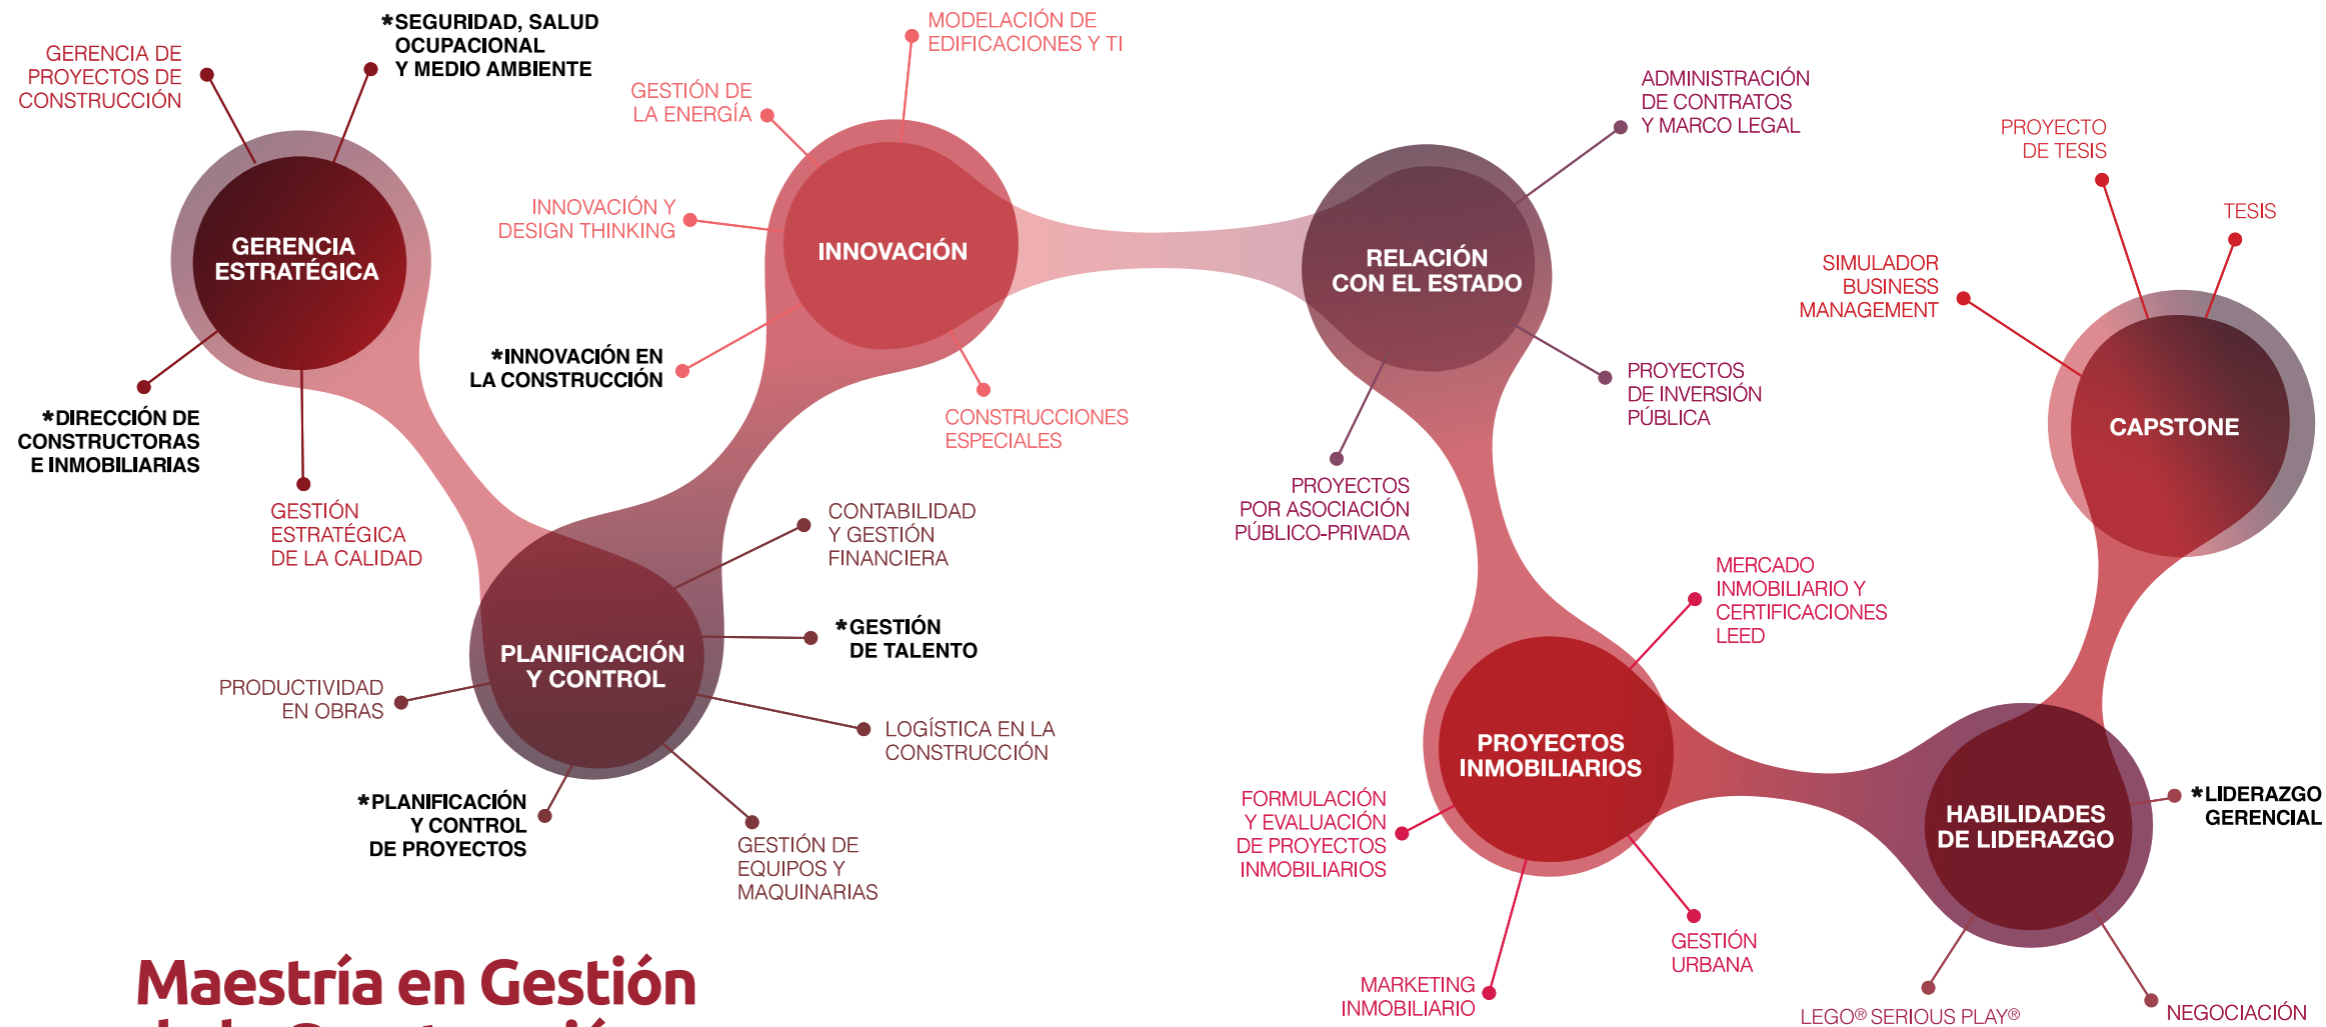 GERENCIA DE
PROYECTOS DE
CONSTRUCCIÓN
*SEGURIDAD, SALUD
OCUPACIONAL
Y MEDIO AMBIENTE
GERENCIA
ESTRATÉGICA
*DIRECCIÓN DE
CONSTRUCTORAS
E INMOBILIARIAS
GESTIÓN
ESTRATÉGICA
DE LA CALIDAD
MODELACIÓN DE
EDIFICACIONES Y TI
GESTIÓN DE
LA ENERGÍA
INNOVACIÓN Y
DESIGN THINKING
INNOVACIÓN
*INNOVACIÓN EN
LA CONSTRUCCIÓN
CONSTRUCCIONES
ESPECIALES
CONTABILIDAD
Y GESTIÓN
FINANCIERA
*GESTIÓN
DE TALENTO
PLANIFICACIÓN
Y CONTROL
PRODUCTIVIDAD
EN OBRAS
LOGÍSTICA EN LA
CONSTRUCCIÓN
*PLANIFICACIÓN
Y CONTROL
DE PROYECTOS
GESTIÓN DE
EQUIPOS Y
MAQUINARIAS
ADMINISTRACIÓN
DE CONTRATOS
Y MARCO LEGAL
RELACIÓN
CON EL ESTADO
PROYECTOS
DE INVERSIÓN
PÚBLICA
PROYECTOS
POR ASOCIACIÓN
PÚBLICO-PRIVADA
MERCADO
INMOBILIARIO Y
CERTIFICACIONES
LEED
PROYECTOS
INMOBILIARIOS
FORMULACIÓN
Y EVALUACIÓN
DE PROYECTOS
INMOBILIARIOS
GESTIÓN
URBANA
MARKETING
INMOBILIARIO
PROYECTO
DE TESIS
TESIS
SIMULADOR
BUSINESS
MANAGEMENT
CAPSTONE
HABILIDADES
DE LIDERAZGO
*LIDERAZGO
GERENCIAL
LEGO® SERIOUS PLAY®
NEGOCIACIÓN
Maestría en Gestión
de la Construcción